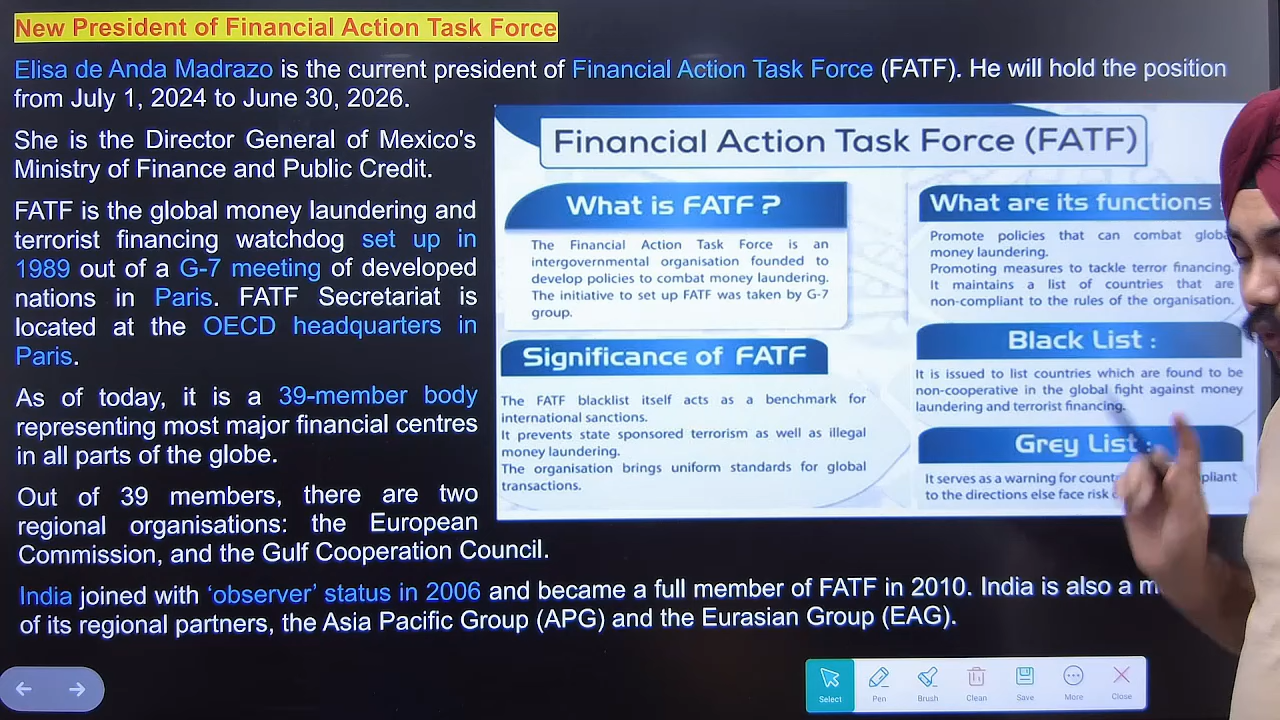 New President of Financial Action Task Force
Elisa de Anda Madrazo is the current president of Financial Action Task Force (FATF). He will hold the position
from July 1, 2024 to June 30, 2026.
She is the Director General of Mexico's
Ministry of Finance and Public Credit.
FATF is the global money laundering and
terrorist financing watchdog set up in
1989 out of a G-7 meeting of developed
nations in Paris. FATF Secretariat is
located at the OECD headquarters in
Paris.
As of today, it is a 39-member body
representing most major financial centres
in all parts of the globe.
Out of 39 members, there are two
regional organisations: the European
Commission, and the Gulf Cooperation Council.
India joined with ‘observer’ status in 2006 and became a full member of FATF in 2010. India is also a
of its regional partners, the Asia Pacific Group (APG) and the Eurasian Group (EAG).
Financial Action Task Force (FATF)
What is FATF ?
The Financial Action Task Force is an
intergovernmental organisation founded to
develop policies to combat money laundering.
The initiative to set up FATF was taken by G-7
group.
Significance of FATF
The FATF blacklist itself acts as a benchmark for
international sanctions.
It prevents state sponsored terrorism as well as illegal
money laundering.
The organisation brings uniform standards for global
transactions.
What are its functions
Promote policies that can combat
money laundering.
Promoting measures to tackle terror financing.
It maintains a list of countries that are
non-compliant to the rules of the organisation.
Black List :
It is issued to list countries which are found to be
non-cooperative in the global fight against money
laundering and terrorist financing.
Grey List :
It serves as a warning for
to the directions else face risk
Select
Pen
Brush
Clean
Save
More
Close